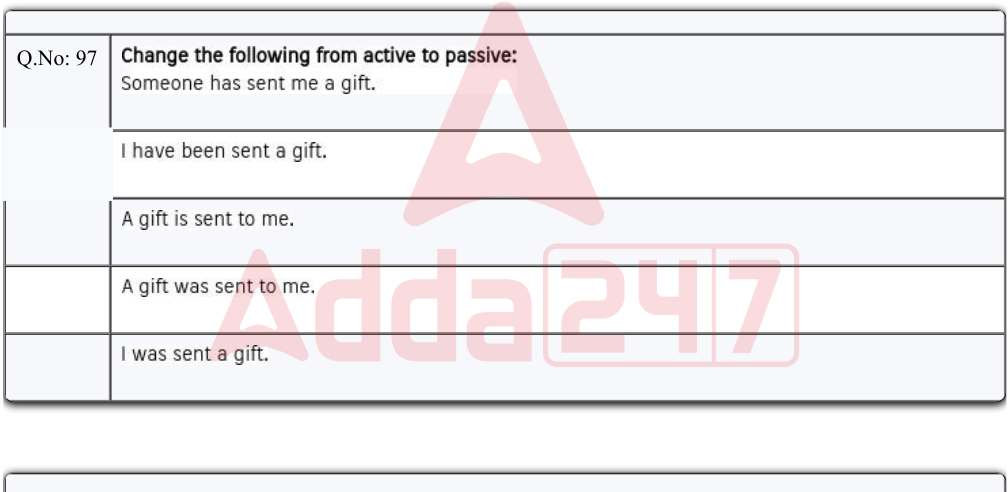 Q.No: 97
Change the following from active to passive:
Someone has sent me a gift.
I have been sent a gift.
A gift is sent to me.
A gift was sent to me.
I was sent a gift.
Adda247